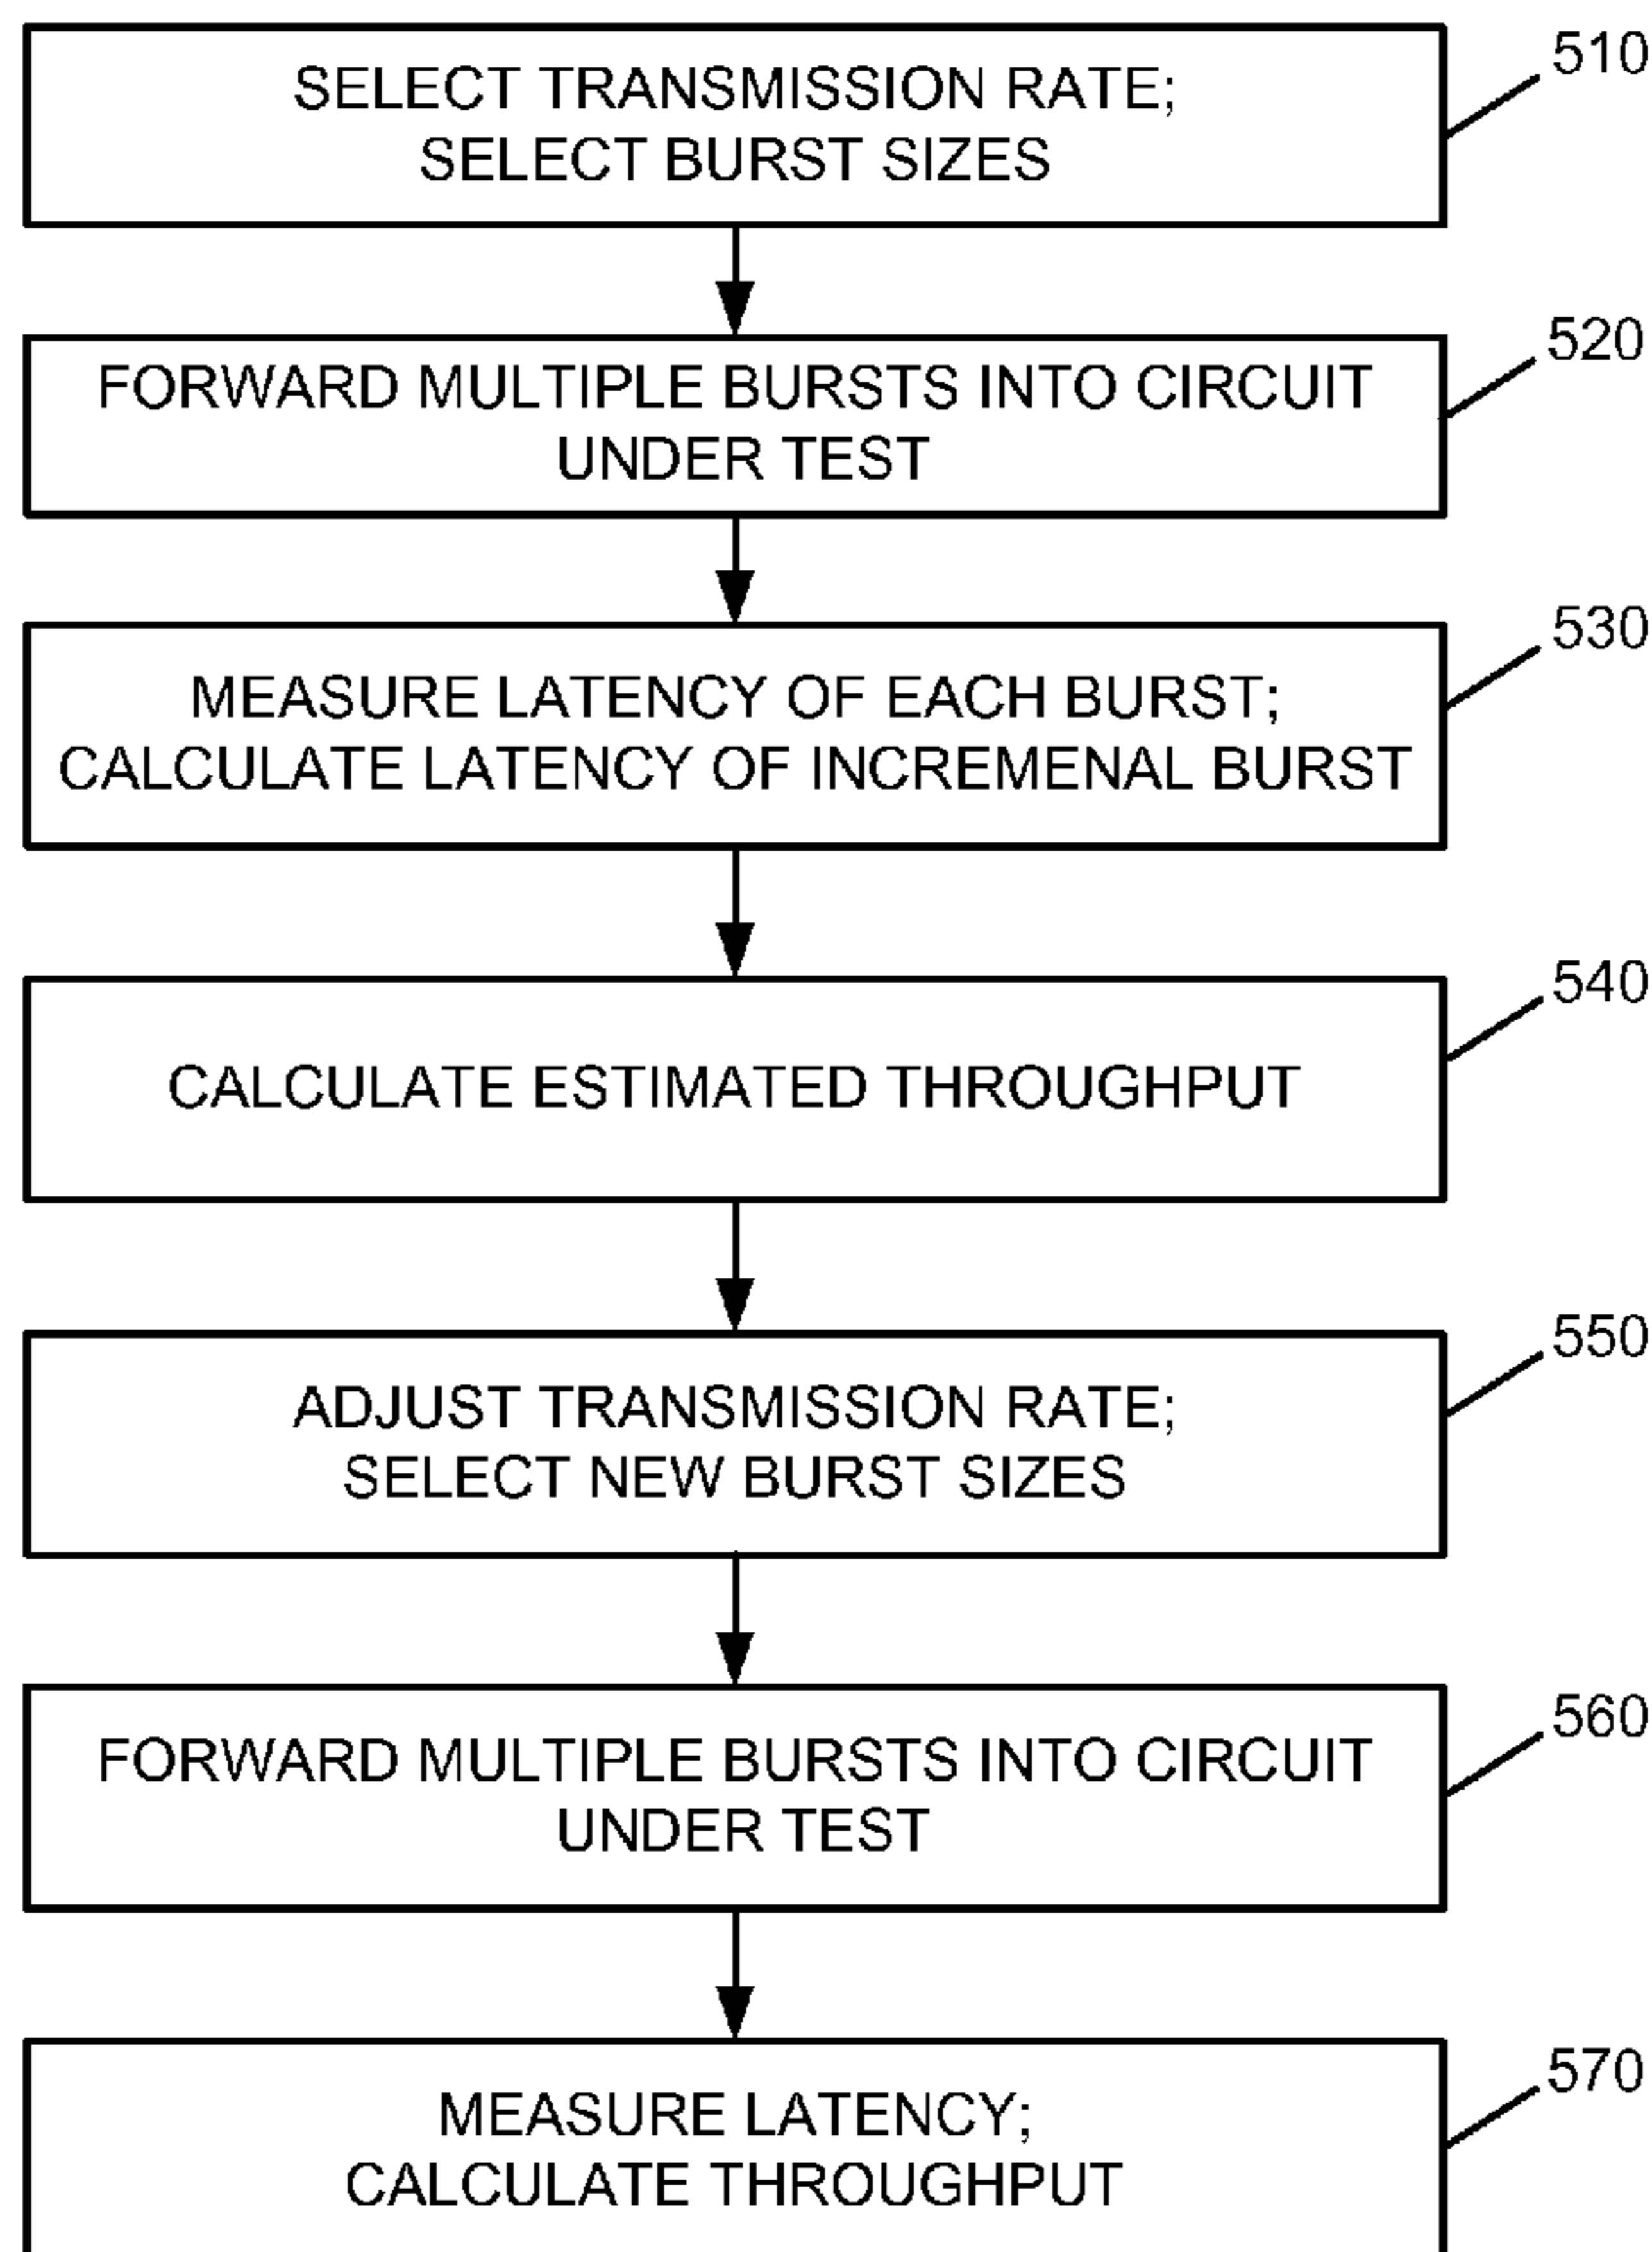 510
SELECT TRANSMISSION RATE;
SELECT BURST SIZES
520
FORWARD MULTIPLE BURSTS INTO CIRCUIT
UNDER TEST
530
MEASURE LATENCY OF EACH BURST;
CALCULATE LATENCY OF INCREMENAL BURST
540
CALCULATE ESTIMATED THROUGHPUT
550
ADJUST TRANSMISSION RATE;
SELECT NEW BURST SIZES
560
FORWARD MULTIPLE BURSTS INTO CIRCUIT
UNDER TEST
570
MEASURE LATENCY;
CALCULATE THROUGHPUT